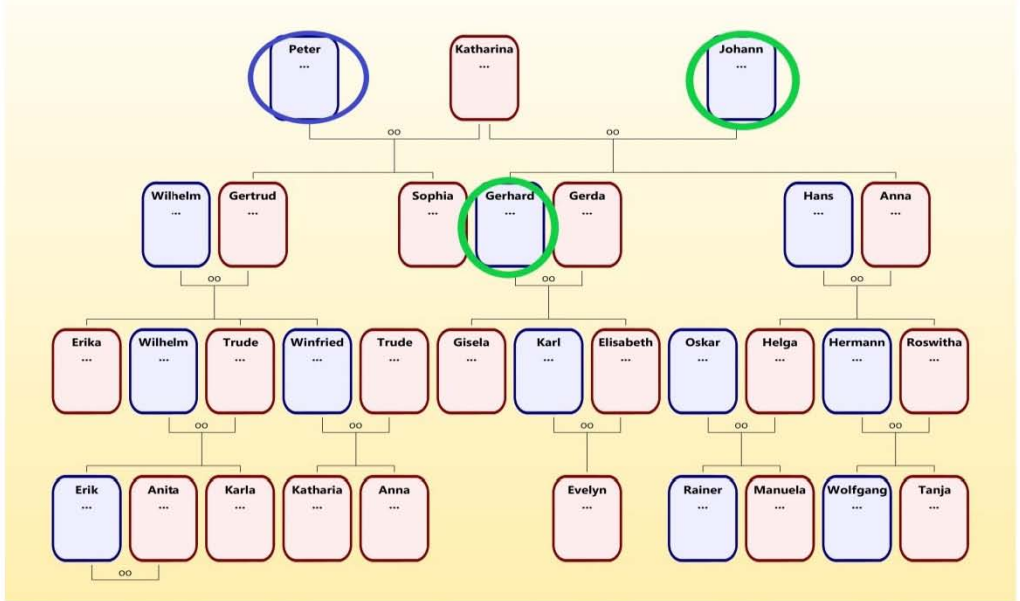 Peter
...
Katharina
...
Johann
...
oo
oo
Wilhelm
...
Gertrud
...
Sophia
...
Gerhard
...
Gerda
...
Hans
...
Anna
...
oo
oo
oo
Erika
...
Wilhelm
...
Trude
...
Winfried
...
Trude
...
Gisela
...
Karl
...
Elisabeth
...
Oskar
...
Helga
...
Hermann
...
Roswitha
...
oo
oo
oo
oo
oo
Erik
...
Anita
...
Karla
...
Katharia
...
Anna
...
Evelyn
...
Rainer
...
Manuela
...
Wolfgang
...
Tanja
...
oo